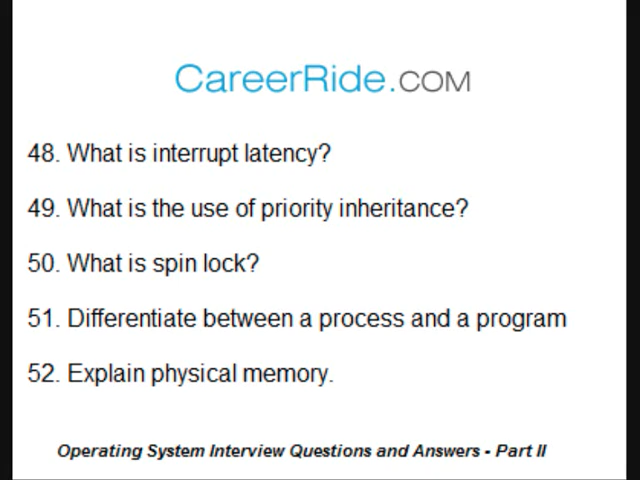 CareerRide.COM
48. What is interrupt latency?
49. What is the use of priority inheritance?
50. What is spin lock?
51. Differentiate between a process and a program
52. Explain physical memory.
Operating System Interview Questions and Answers - Part II